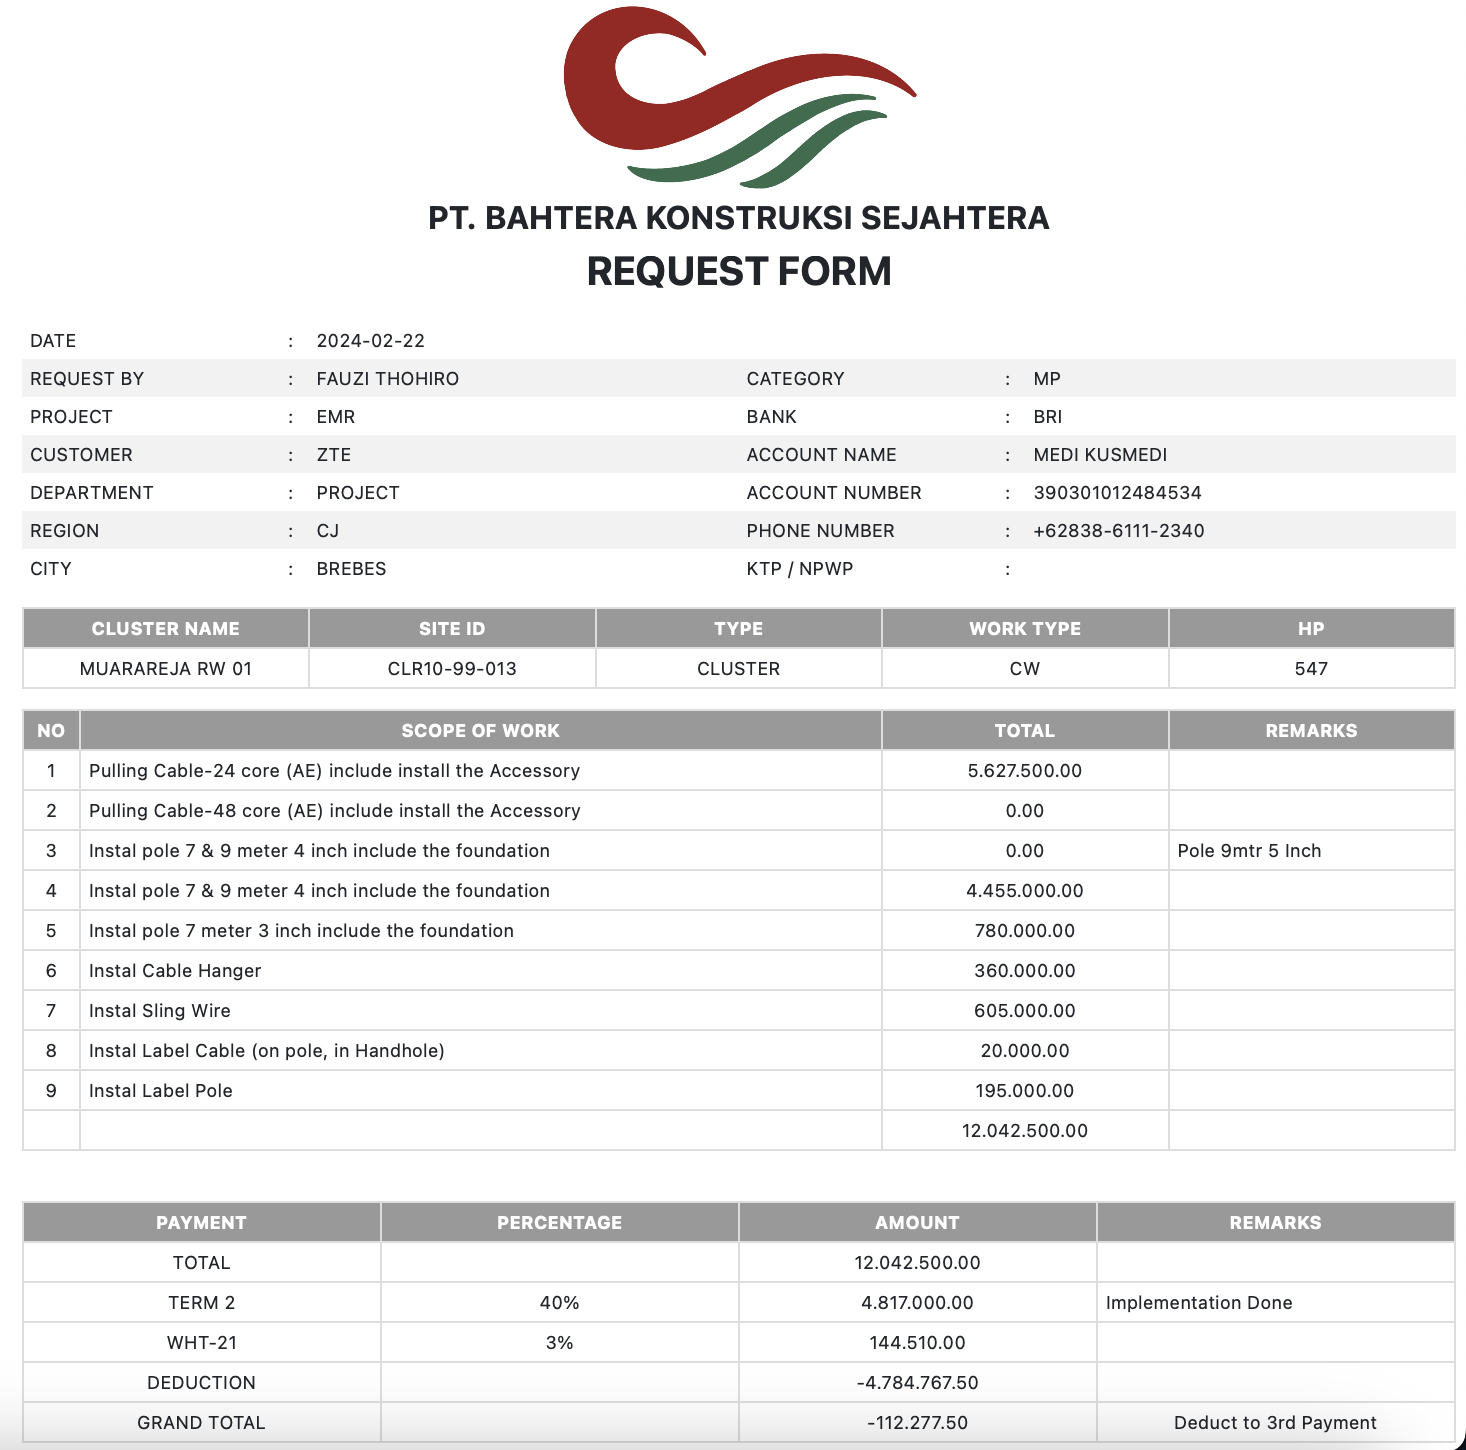 PT. BAHTERA KONSTRUKSI SEJAHTERA
REQUEST FORM
DATE : 2024-02-22
REQUEST BY : FAUZI THOHIRO CATEGORY : MP
PROJECT : EMR BANK : BRI
CUSTOMER : ZTE ACCOUNT NAME : MEDI KUSMEDI
DEPARTMENT : PROJECT ACCOUNT NUMBER : 390301012484534
REGION : CJ PHONE NUMBER : +62838-6111-2340
CITY : BREBES KTP / NPWP :
CLUSTER NAME SITE ID TYPE WORK TYPE HP
MUARAREJA RW 01 CLR10-99-013 CLUSTER CW 547
NO SCOPE OF WORK TOTAL REMARKS
1 Pulling Cable-24 core (AE) include install the Accessory 5.627.500.00
2 Pulling Cable-48 core (AE) include install the Accessory 0.00
3 Instal pole 7 & 9 meter 4 inch include the foundation 0.00 Pole 9mtr 5 Inch
4 Instal pole 7 & 9 meter 4 inch include the foundation 4.455.000.00
5 Instal pole 7 meter 3 inch include the foundation 780.000.00
6 Instal Cable Hanger 360.000.00
7 Instal Sling Wire 605.000.00
8 Instal Label Cable (on pole, in Handhole) 20.000.00
9 Instal Label Pole 195.000.00
12.042.500.00
PAYMENT PERCENTAGE AMOUNT REMARKS
TOTAL 12.042.500.00
TERM 2 40% 4.817.000.00 Implementation Done
WHT-21 3% 144.510.00
DEDUCTION -4.784.767.50
GRAND TOTAL -112.277.50 Deduct to 3rd Payment